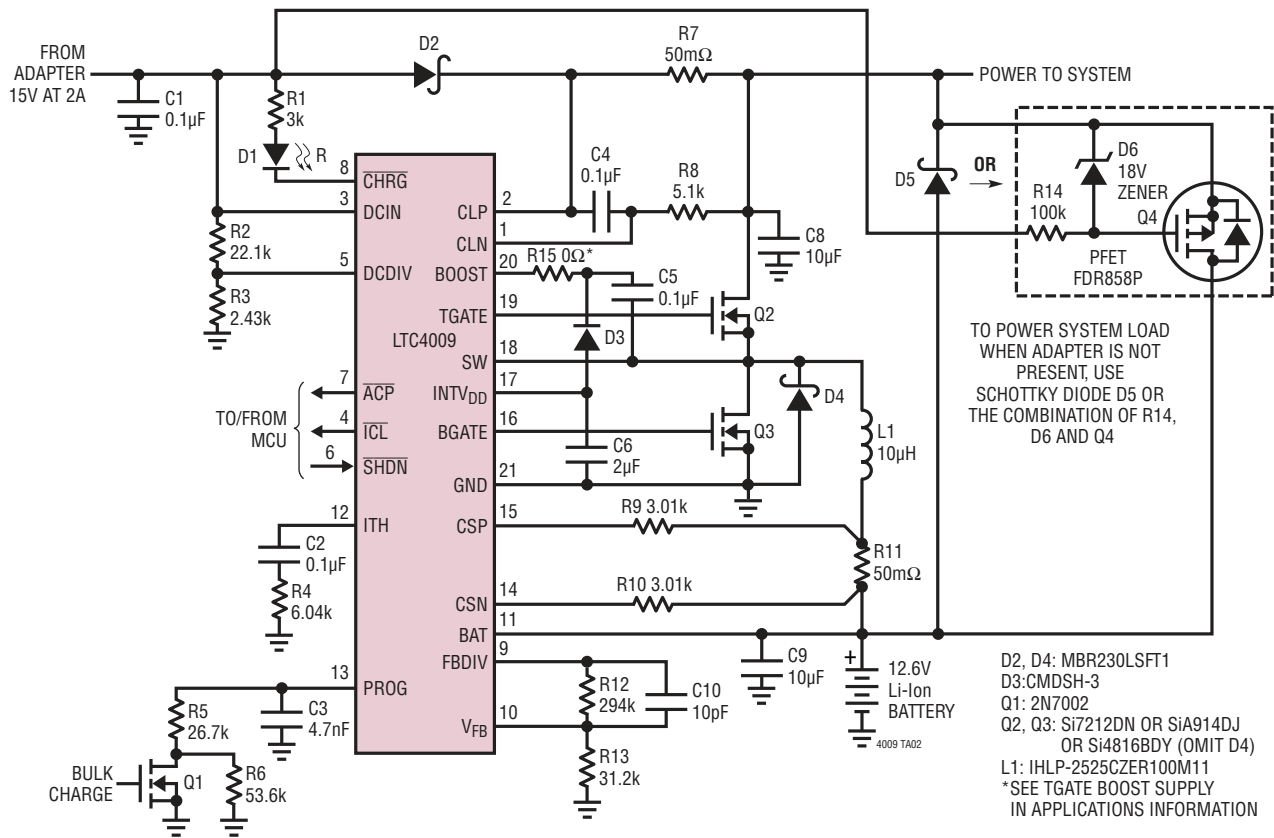 FROM
ADAPTER
15V AT 2A
C1
0.1µF
R1
3k
D1
R
D2
R7
50mΩ
POWER TO SYSTEM
C4
0.1µF
R8
5.1k
C8
10µF
D5
OR
R14
100k
D6
18V
ZENER
Q4
PFET
FDR858P
TO POWER SYSTEM LOAD
WHEN ADAPTER IS NOT
PRESENT, USE
SCHOTTKY DIODE D5 OR
THE COMBINATION OF R14,
D6 AND Q4
R2
22.1k
R3
2.43k
8
CHRG
3
DCIN
5
DCDIV
LTC4009
7
ACP
4
ICL
6
SHDN
TO/FROM
MCU
12
ITH
C2
0.1µF
R4
6.04k
13
PROG
R5
26.7k
C3
4.7nF
BULK
CHARGE
Q1
R6
53.6k
2
CLP
1
CLN
20
BOOST
R15 0Ω*
C5
0.1µF
19
TGATE
Q2
D3
18
SW
17
INTVDD
D4
16
BGATE
Q3
C6
2µF
L1
10µH
21
GND
15
CSP
R9 3.01k
R11
50mΩ
14
CSN
R10 3.01k
11
BAT
9
FBDIV
R12
294k
C10
10pF
10
VFB
R13
31.2k
C9
10µF
+
12.6V
Li-Ion
BATTERY
4009 TA02
D2, D4: MBR230LSFT1
D3:CMDSH-3
Q1: 2N7002
Q2, Q3: Si7212DN OR SiA914DJ
OR Si4816BDY (OMIT D4)
L1: IHLP-2525CZER100M11
*SEE TGATE BOOST SUPPLY
IN APPLICATIONS INFORMATION